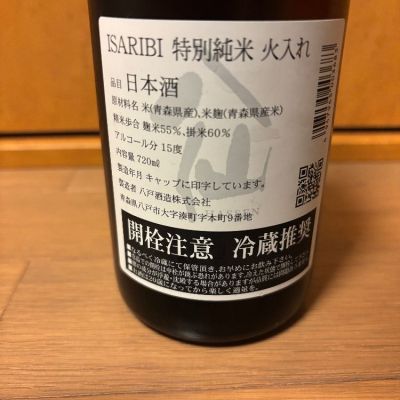 ISARIBI 特別純米 火入れ
品目 日本酒
原材料名 米(青森県産)、米麹(青森県産米)
精米歩合 麹米55%、掛米60%
アルコール分 15度
内容量 720ml
製造年月 キャップに印字しています。
製造者 八戸酒造株式会社
青森県八戸市大字湊町字本町9番地
開栓注意 冷蔵推奨